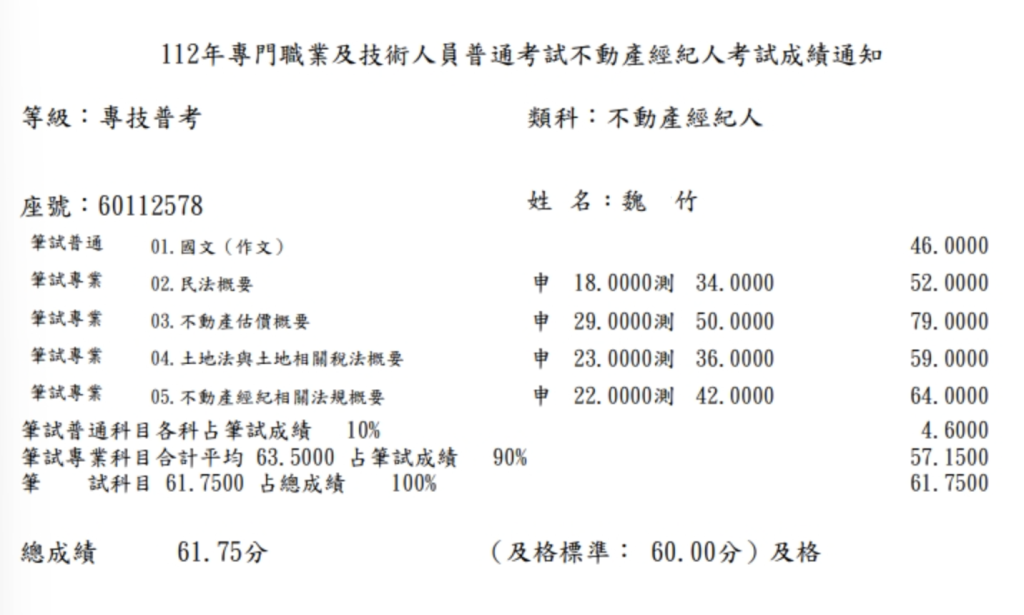 112年專門職業及技術人員普通考試不動產經紀人考試成績通知
等級：專技普考 類科：不動產經紀人
座號：60112578 姓 名：魏 竹
筆試普通 01.國文（作文） 46.0000
筆試專業 02.民法概要 申 18.0000測 34.0000 52.0000
筆試專業 03.不動產估價概要 申 29.0000測 50.0000 79.0000
筆試專業 04.土地法與土地相關稅法概要 申 23.0000測 36.0000 59.0000
筆試專業 05.不動產經紀相關法規概要 申 22.0000測 42.0000 64.0000
筆試普通科目各科占筆試成績 10% 4.6000
筆試專業科目合計平均 63.5000 占筆試成績 90% 57.1500
筆 試科目 61.7500 占總成績 100% 61.7500
總成績 61.75分 （及格標準： 60.00分）及格